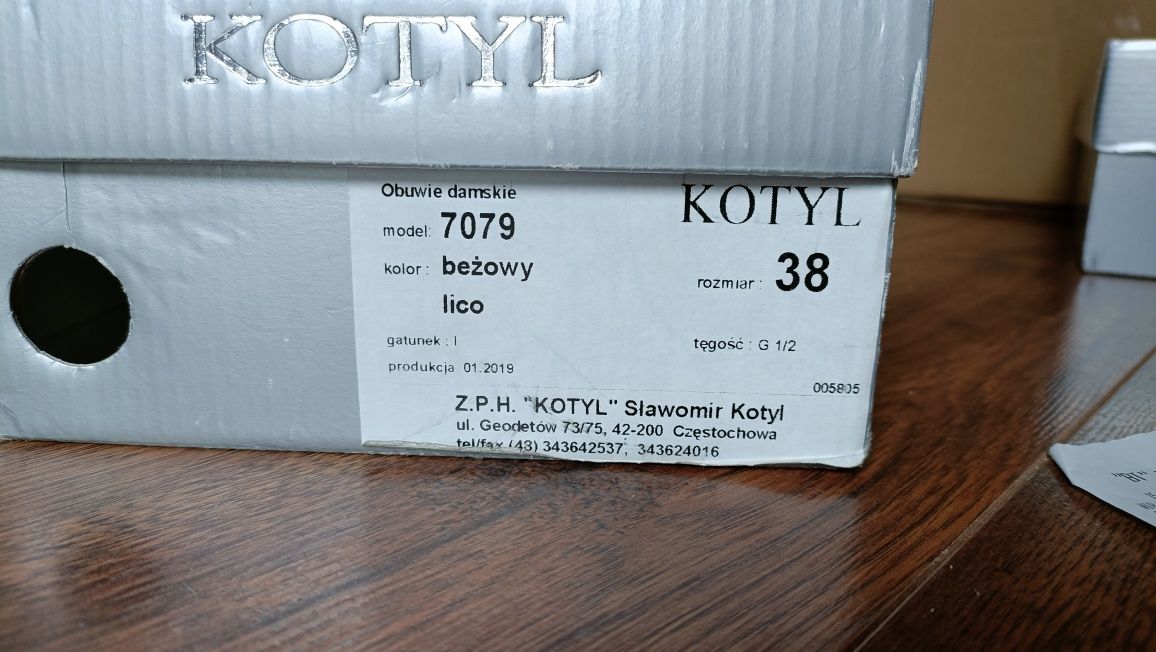 KOTYL
Obuwie damskie
KOTYL
model: 7079
kolor : beżowy
rozmiar : 38
lico
gatunek : I
tęgość : G 1/2
produkcja 01.2019
005805
Z.P.H. "KOTYL" Sławomir Kotyl
ul. Geodetów 73/75, 42-200 Częstochowa
tel/fax (43) 343642537, 343624016